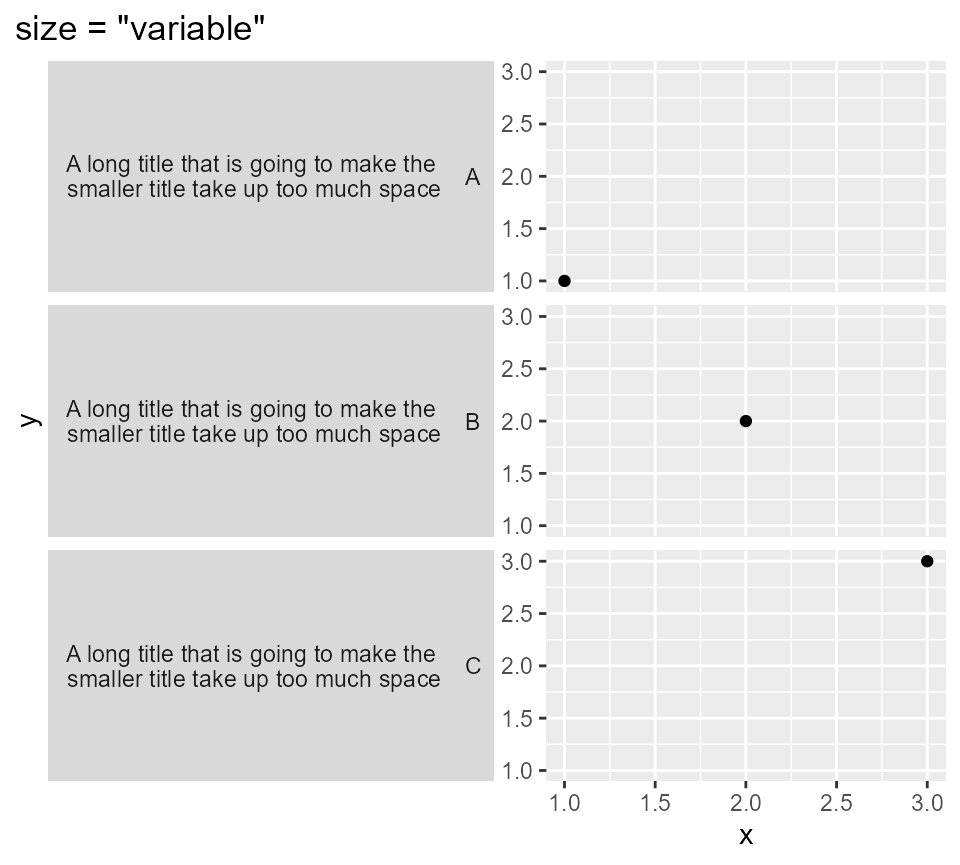 size = "variable"
A long title that is going to make the
smaller title take up too much space
A
3.0
2.5
2.0
1.5
1.0
y
A long title that is going to make the
smaller title take up too much space
B
3.0
2.5
2.0
1.5
1.0
A long title that is going to make the
smaller title take up too much space
C
3.0
2.5
2.0
1.5
1.0
1.0 1.5 2.0 2.5 3.0
x